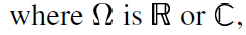 where Ω is ℝ or ℂ,